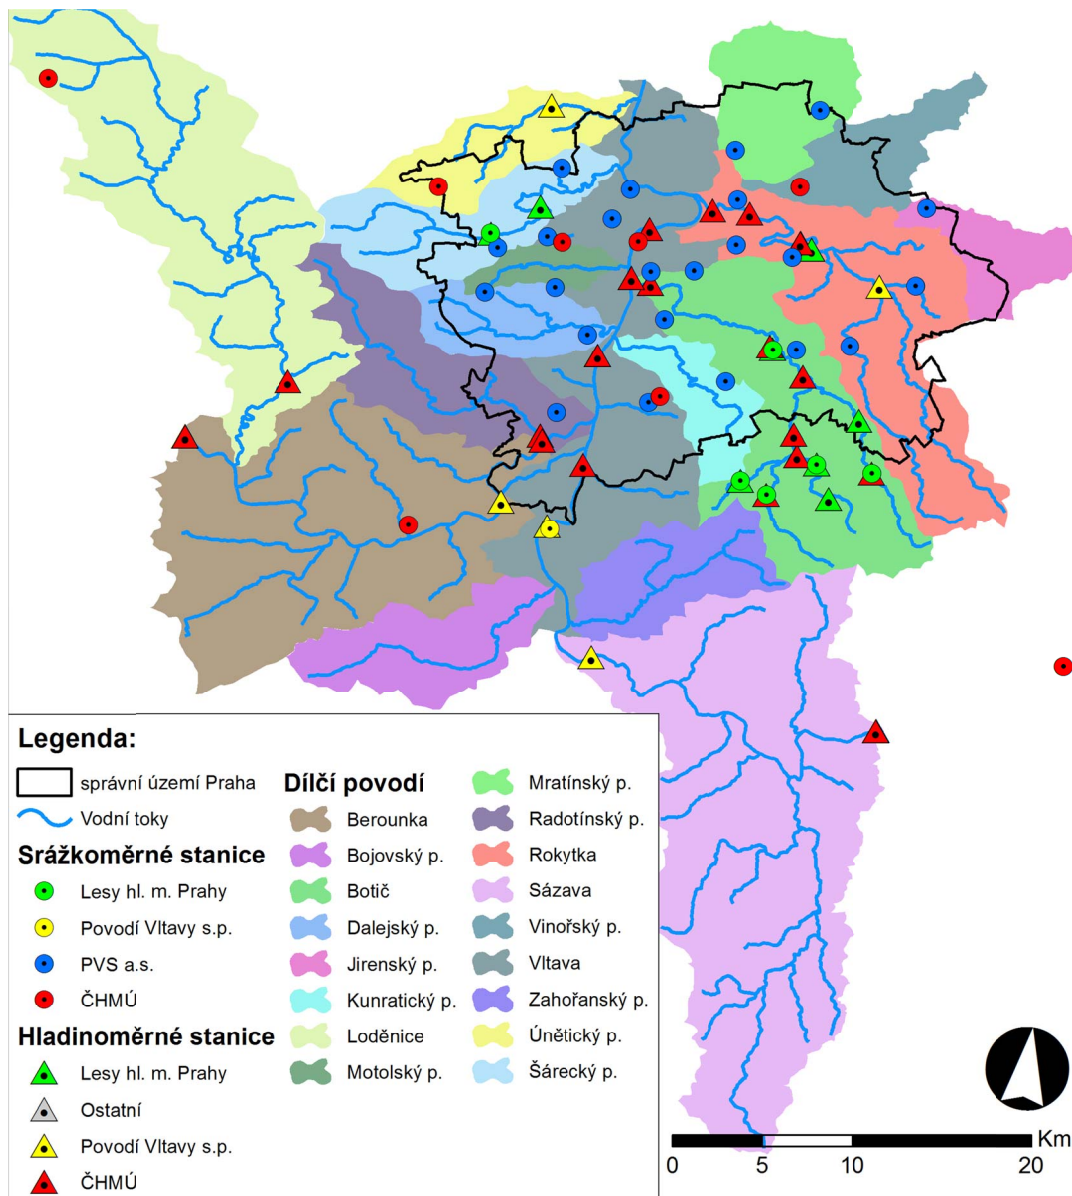 Legenda:
správní území Praha
Vodní toky
Srážkoměrné stanice
Lesy hl. m. Prahy
Povodí Vltavy s.p.
PVS a.s.
ČHMÚ
Hladinoměrné stanice
Lesy hl. m. Prahy
Ostatní
Povodí Vltavy s.p.
ČHMÚ
Dílčí povodí
Berounka
Bojovský p.
Botič
Dalejský p.
Jirenský p.
Kunratický p.
Loděnice
Motolský p.
Mratínský p.
Radotínský p.
Rokytka
Sázava
Vinořský p.
Vltava
Zahořanský p.
Únětický p.
Šárecký p.
Km
0 5 10 20